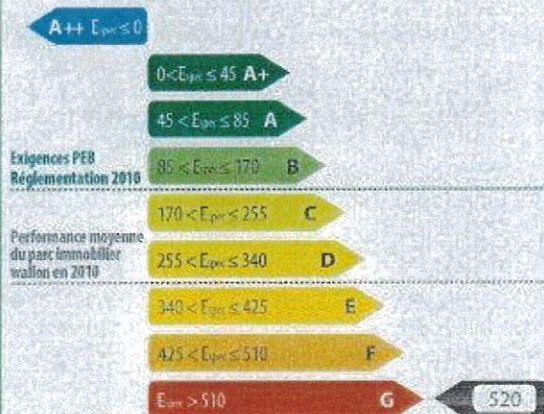 A++ Espec ≤ 0
0 < Espec ≤ 45 A+
45 < Espec ≤ 85 A
Exigences PEB
Réglementation 2010
85 < Espec ≤ 170 B
170 < Espec ≤ 255 C
Performance moyenne
du parc immobilier
wallon en 2010
255 < Espec ≤ 340 D
340 < Espec ≤ 425 E
425 < Espec ≤ 510 F
Espec > 510 G
520